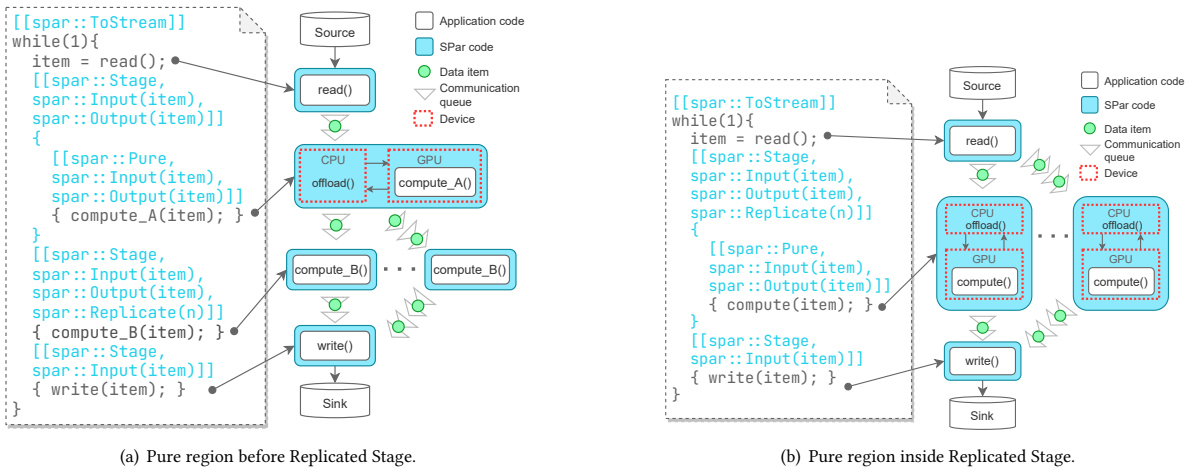 [[spar::ToStream]]
while(1){
item = read();
[[spar::Stage,
spar::Input(item),
spar::Output(item)]]
{
[[spar::Pure,
spar::Input(item),
spar::Output(item)]]
{ compute_A(item); }
}
[[spar::Stage,
spar::Input(item),
spar::Output(item),
spar::Replicate(n)]]
{ compute_B(item); }
[[spar::Stage,
spar::Input(item)]]
{ write(item); }
}
Source
read()
CPU
GPU
offload()
compute_A()
compute_B()
compute_B()
write()
Sink
Application code
SPar code
Data item
Communication
queue
Device
(a) Pure region before Replicated Stage.
[[spar::ToStream]]
while(1){
item = read();
[[spar::Stage,
spar::Input(item),
spar::Output(item),
spar::Replicate(n)]]
{
[[spar::Pure,
spar::Input(item),
spar::Output(item)]]
{ compute(item); }
}
[[spar::Stage,
spar::Input(item)]]
{ write(item); }
}
Source
read()
CPU
offload()
GPU
compute()
CPU
offload()
GPU
compute()
write()
Sink
Application code
SPar code
Data item
Communication
queue
Device
(b) Pure region inside Replicated Stage.